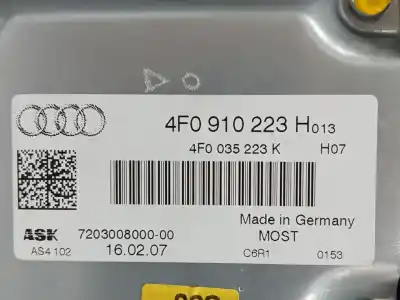 4F0 910 223 H013
4F0 035 223 K H07
Made in Germany
ASK 7203008000-00 MOST
AS4 102 16.02.07 C6R1 0153